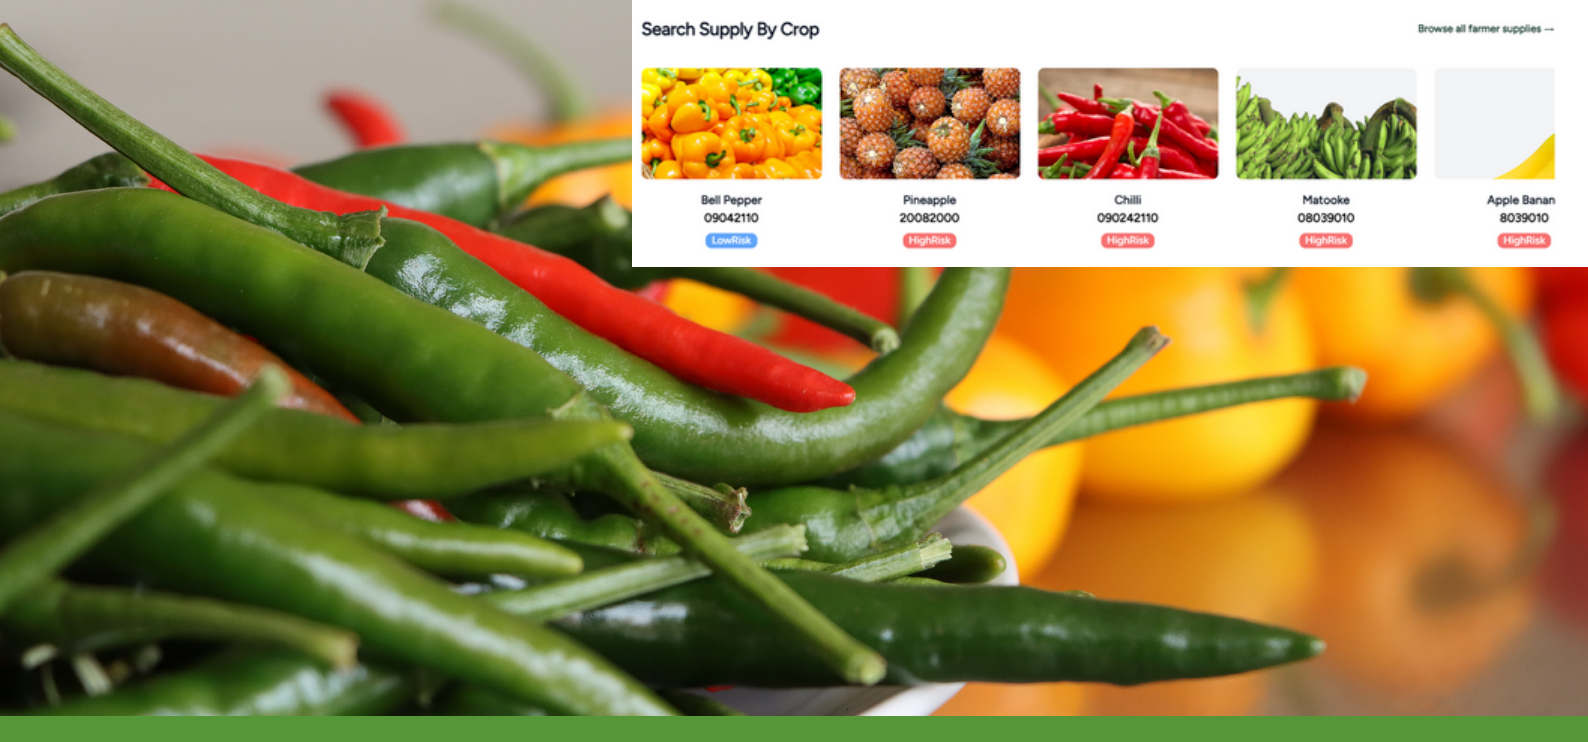 Search Supply By Crop
Browse all farmer supplies →
Bell Pepper
09042110
LowRisk
Pineapple
20082000
HighRisk
Chilli
090242110
HighRisk
Matooke
08039010
HighRisk
Apple Banan
8039010
HighRisk